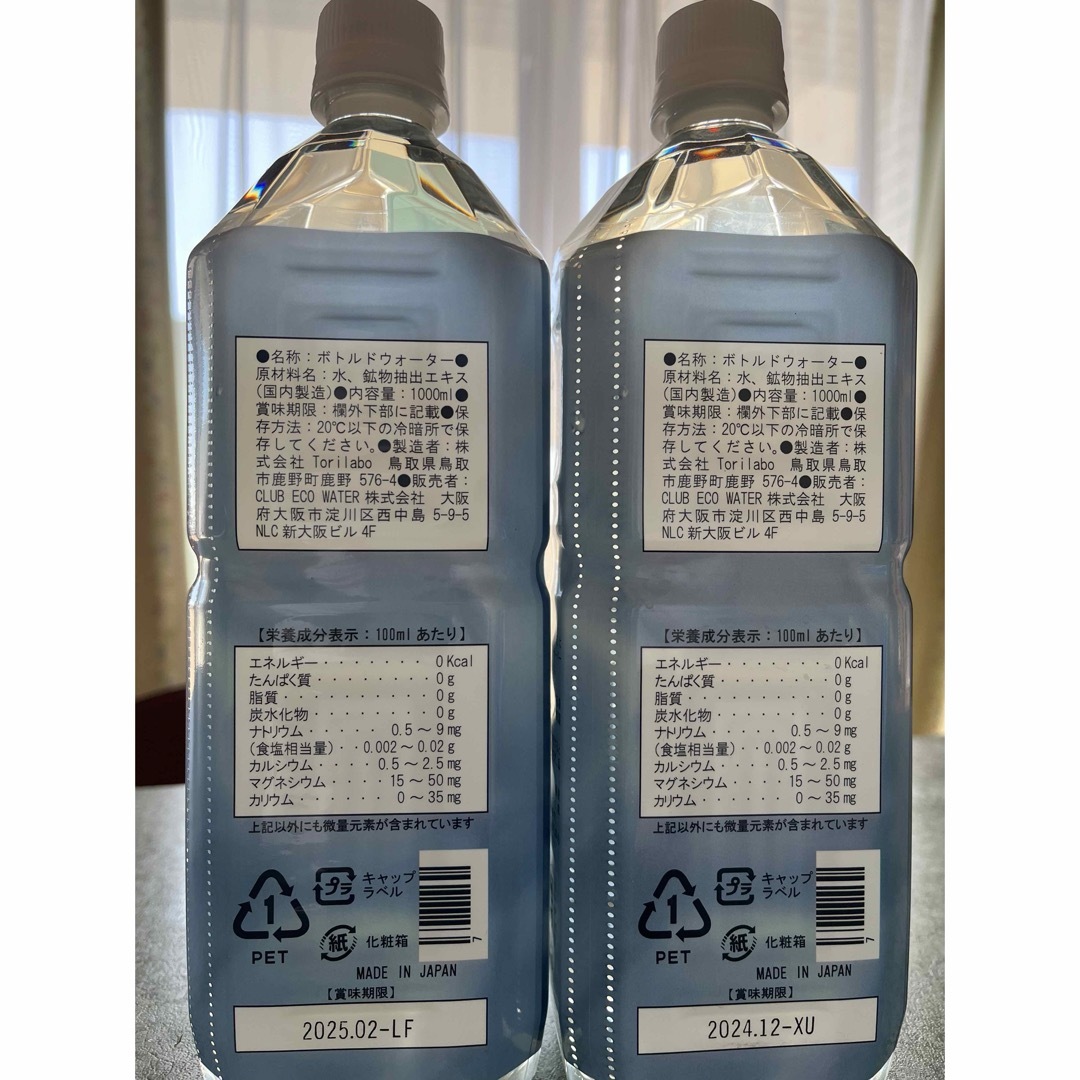 ●名称：ボトルドウォーター●
原材料名：水、鉱物抽出エキス
(国内製造)●内容量：1000ml●
賞味期限：欄外下部に記載●保
存方法：20℃以下の冷暗所で保
存してください。●製造者：株
式会社 Torilabo 鳥取県鳥取
市鹿野町鹿野 576-4●販売者：
CLUB ECO WATER 株式会社 大阪
府大阪市淀川区西中島 5-9-5
NLC 新大阪ビル 4F
【栄養成分表示：100ml あたり】
エネルギー・・・・・・・ 0Kcal
たんぱく質・・・・・・・・ 0g
脂質・・・・・・・・・・ 0g
炭水化物・・・・・・・・・ 0g
ナトリウム・・・・ 0.5～9mg
(食塩相当量)・・0.002～0.02g
カルシウム・・・・0.5～2.5mg
マグネシウム・・・・15～50mg
カリウム・・・・・・ 0～35mg
上記以外にも微量元素が含まれています
1
PET
プラ
キャップ
ラベル
紙
化粧箱
7
MADE IN JAPAN
【賞味期限】
2025.02-LF
●名称：ボトルドウォーター●
原材料名：水、鉱物抽出エキス
(国内製造)●内容量：1000ml●
賞味期限：欄外下部に記載●保
存方法：20℃以下の冷暗所で保
存してください。●製造者：株
式会社 Torilabo 鳥取県鳥取
市鹿野町鹿野 576-4●販売者：
CLUB ECO WATER 株式会社 大阪
府大阪市淀川区西中島 5-9-5
NLC 新大阪ビル 4F
【栄養成分表示：100ml あたり】
エネルギー・・・・・・・ 0Kcal
たんぱく質・・・・・・・・ 0g
脂質・・・・・・・・・・ 0g
炭水化物・・・・・・・・・ 0g
ナトリウム・・・・ 0.5～9mg
(食塩相当量)・・0.002～0.02g
カルシウム・・・・0.5～2.5mg
マグネシウム・・・・15～50mg
カリウム・・・・・・ 0～35mg
上記以外にも微量元素が含まれています
1
PET
プラ
キャップ
ラベル
紙
化粧箱
7
MADE IN JAPAN
【賞味期限】
2024.12-XU